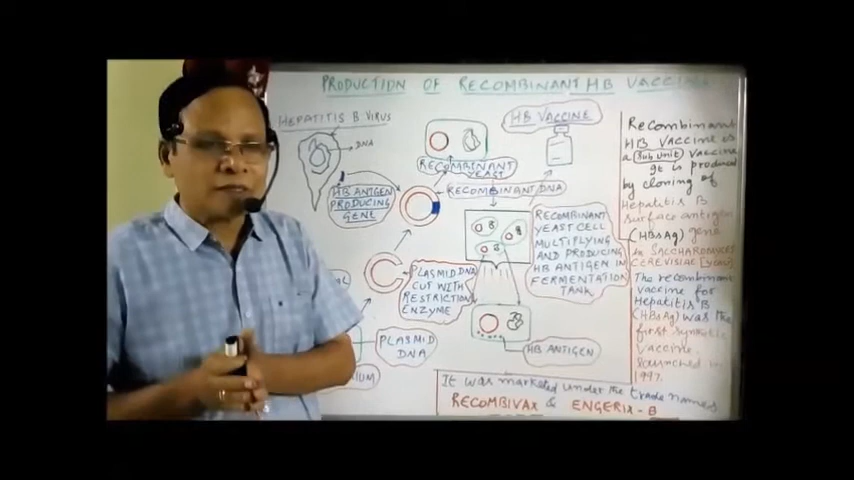 PRODUCTION OF RECOMBINANT HB VACCINE
HEPATITIS B VIRUS
DNA
HB ANTIGEN
PRODUCING
GENE
RECOMBINANT
YEAST
RECOMBINANT DNA
HB VACCINE
PLASMID DNA
CUT WITH
RESTRICTION
ENZYME
PLASMID
DNA
RECOMBINANT
YEAST CELL
MULTIPLYING
AND PRODUCING
HB ANTIGEN IN
FERMENTATION
TANK
HB ANTIGEN
Recombinant
HB Vaccine is
a Sub unit vaccine
It is produced
by cloning of
Hepatitis B
surface antigen
(HBsAg) gene
in SACCHAROMYCES
CEREVISIAE [yeast]
The recombinant
vaccine for
Hepatitis B
(HBsAg) was the
first synthetic
vaccine
launched in
1997.
It was marketed under the trade names
RECOMBIVAX & ENGERIX-B